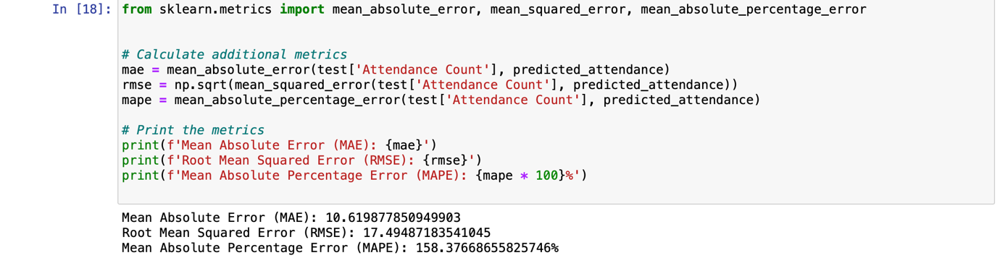 In [18]: from sklearn.metrics import mean_absolute_error, mean_squared_error, mean_absolute_percentage_error
# Calculate additional metrics
mae = mean_absolute_error(test['Attendance Count'], predicted_attendance)
rmse = np.sqrt(mean_squared_error(test['Attendance Count'], predicted_attendance))
mape = mean_absolute_percentage_error(test['Attendance Count'], predicted_attendance)
# Print the metrics
print(f'Mean Absolute Error (MAE): {mae}')
print(f'Root Mean Squared Error (RMSE): {rmse}')
print(f'Mean Absolute Percentage Error (MAPE): {mape * 100}%')
Mean Absolute Error (MAE): 10.619877850949903
Root Mean Squared Error (RMSE): 17.49487183541045
Mean Absolute Percentage Error (MAPE): 158.37668655825746%